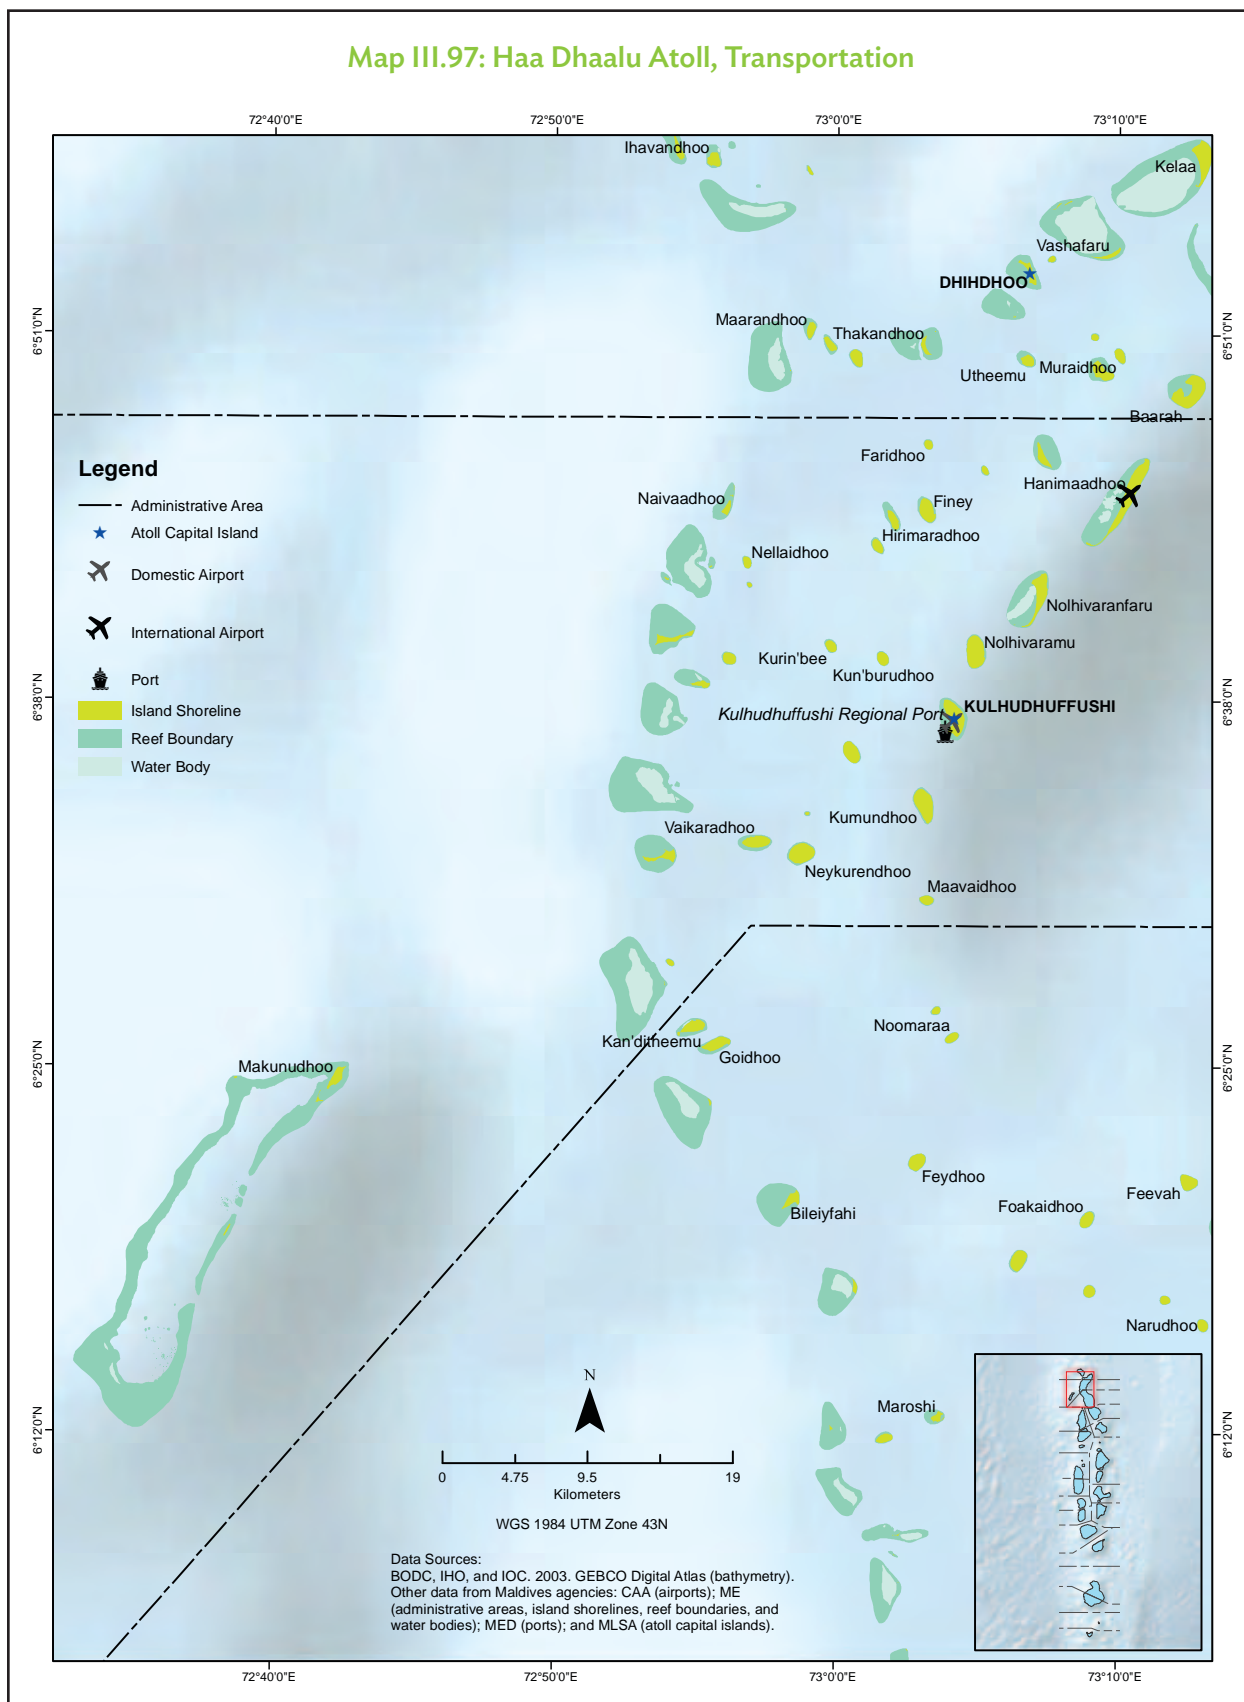 Map III.97: Haa Dhaalu Atoll, Transportation
72°40'0"E
72°50'0"E
73°0'0"E
73°10'0"E
Ihavandhoo
Kelaa
Vashafaru
DHIHDHOO
Maarandhoo
Thakandhoo
6°51'0"N
6°51'0"N
Utheemu
Muraidhoo
Baarah
Legend
Administrative Area
Atoll Capital Island
Domestic Airport
International Airport
Port
Island Shoreline
Reef Boundary
Water Body
Faridhoo
Hanimaadhoo
Naivaadhoo
Finey
Hirimaradhoo
Nellaidhoo
Nolhivaranfaru
Nolhivaramu
Kurin'bee
Kun'burudhoo
6°38'0"N
6°38'0"N
KULHUDHUFFUSHI
Kulhudhuffushi Regional Port
Kumundhoo
Vaikaradhoo
Neykurendhoo
Maavaidhoo
Noomaraa
Kan'ditheemu
Goidhoo
6°25'0"N
6°25'0"N
Makunudhoo
Feydhoo
Feevah
Foakaidhoo
Bileiyfahi
Narudhoo
N
Maroshi
6°12'0"N
6°12'0"N
0 4.75 9.5 19
Kilometers
WGS 1984 UTM Zone 43N
Data Sources:
BODC, IHO, and IOC. 2003. GEBCO Digital Atlas (bathymetry).
Other data from Maldives agencies: CAA (airports); ME
(administrative areas, island shorelines, reef boundaries, and
water bodies); MED (ports); and MLSA (atoll capital islands).
72°40'0"E
72°50'0"E
73°0'0"E
73°10'0"E